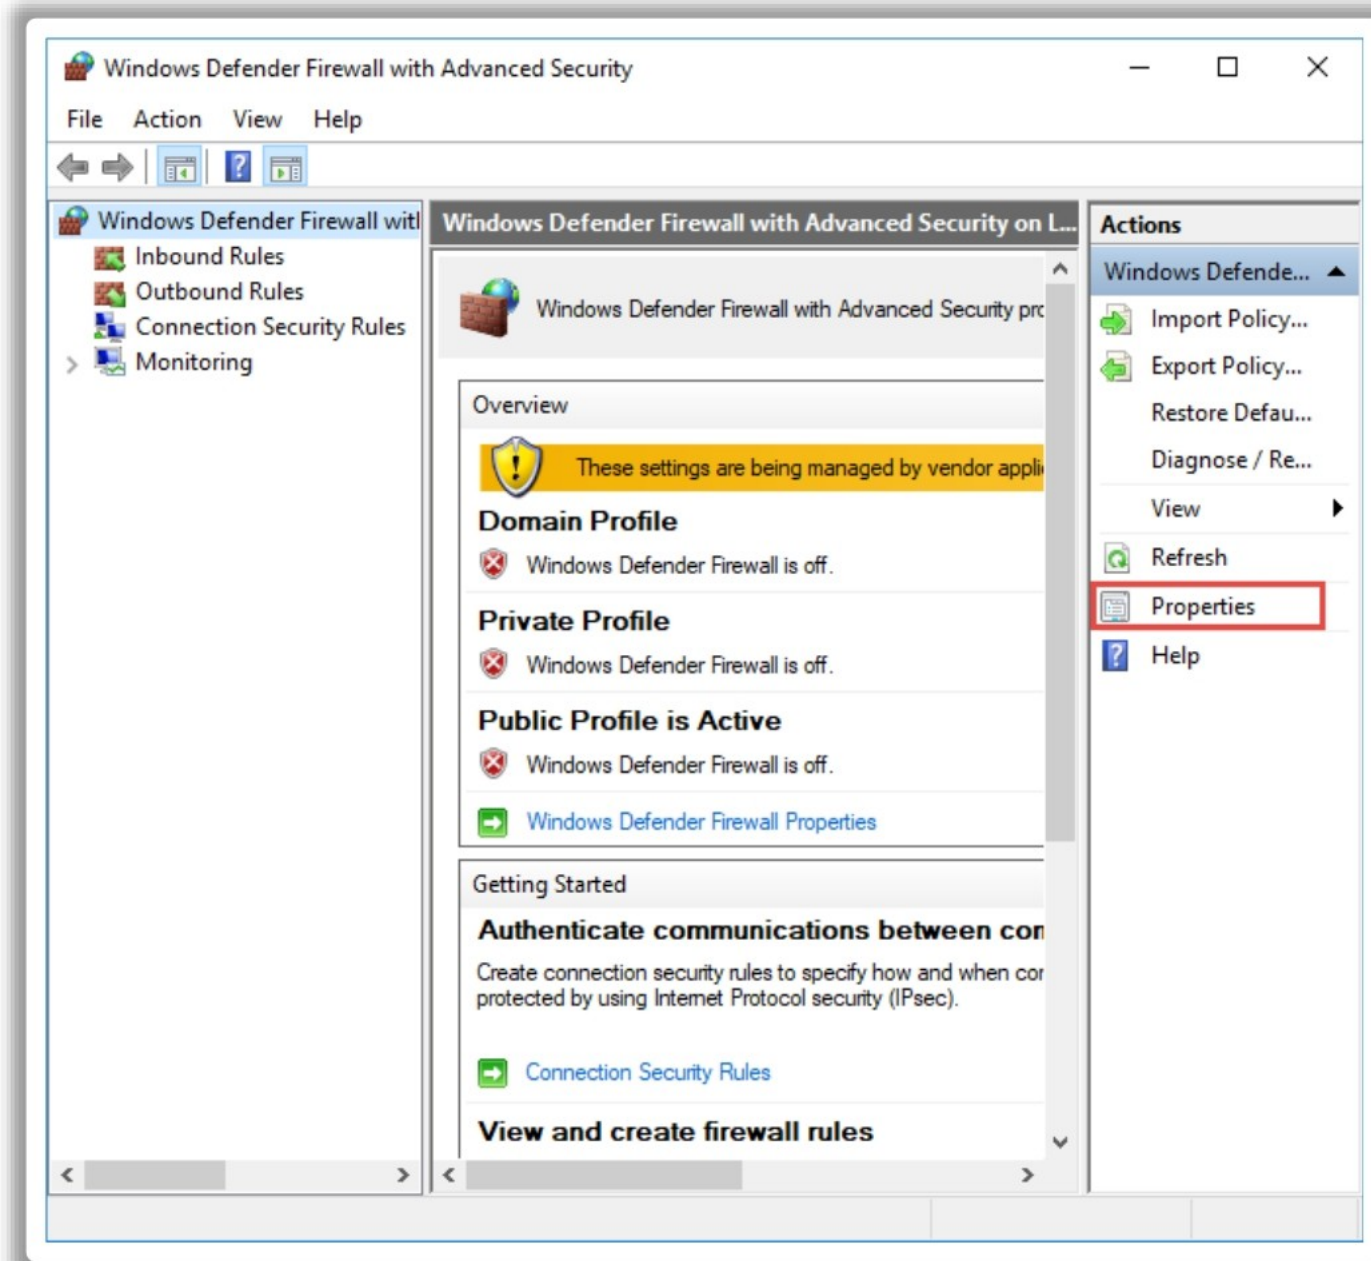 Windows Defender Firewall with Advanced Security
File Action View Help
Windows Defender Firewall witl
Inbound Rules
Outbound Rules
Connection Security Rules
Monitoring
Windows Defender Firewall with Advanced Security on L...
Windows Defender Firewall with Advanced Security pro
Overview
These settings are being managed by vendor appli
Domain Profile
Windows Defender Firewall is off.
Private Profile
Windows Defender Firewall is off.
Public Profile is Active
Windows Defender Firewall is off.
Windows Defender Firewall Properties
Getting Started
Authenticate communications between con
Create connection security rules to specify how and when cor
protected by using Internet Protocol security (IPsec).
Connection Security Rules
View and create firewall rules
Actions
Windows Defende...
Import Policy...
Export Policy...
Restore Defau...
Diagnose / Re...
View
Refresh
Properties
Help